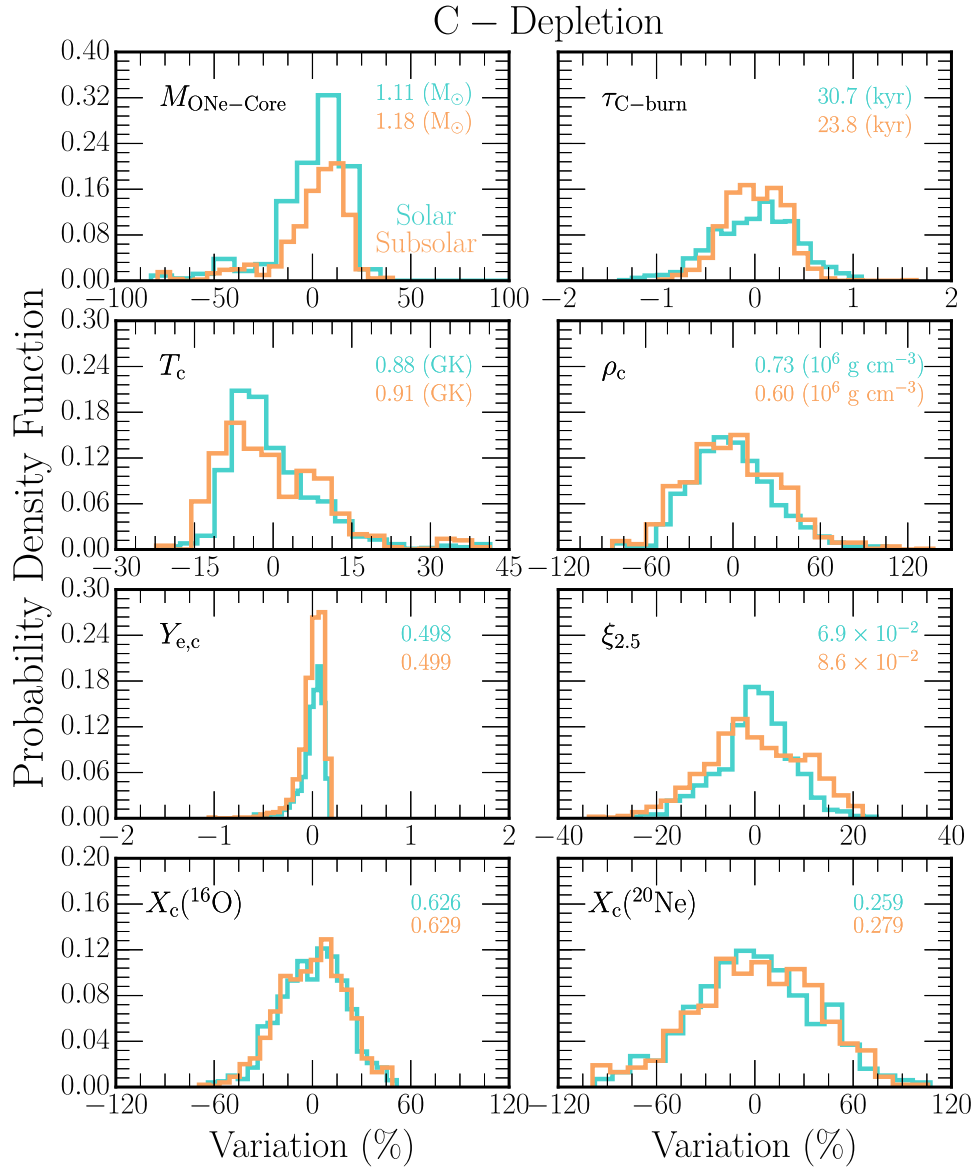 C − Depletion
Probability Density Function
0.40
0.32
0.24
0.16
0.08
0.00
M_ONe−Core
1.11 (M_⊙)
1.18 (M_⊙)
Solar
Subsolar
−100 −50 0 50 100
τ_C−burn
30.7 (kyr)
23.8 (kyr)
−2 −1 0 1 2
0.30
0.24
0.18
0.12
0.06
0.00
T_c
0.88 (GK)
0.91 (GK)
−30 −15 0 15 30 45
ρ_c
0.73 (10⁶ g cm⁻³)
0.60 (10⁶ g cm⁻³)
−120 −60 0 60 120
0.30
0.24
0.18
0.12
0.06
0.00
Y_e,c
0.498
0.499
−2 −1 0 1 2
ξ_2.5
6.9 × 10⁻²
8.6 × 10⁻²
−40 −20 0 20 40
0.20
0.16
0.12
0.08
0.04
0.00
X_c(¹⁶O)
0.626
0.629
−120 −60 0 60 120
X_c(²⁰Ne)
0.259
0.279
−120 −60 0 60 120
Variation (%)
Variation (%)